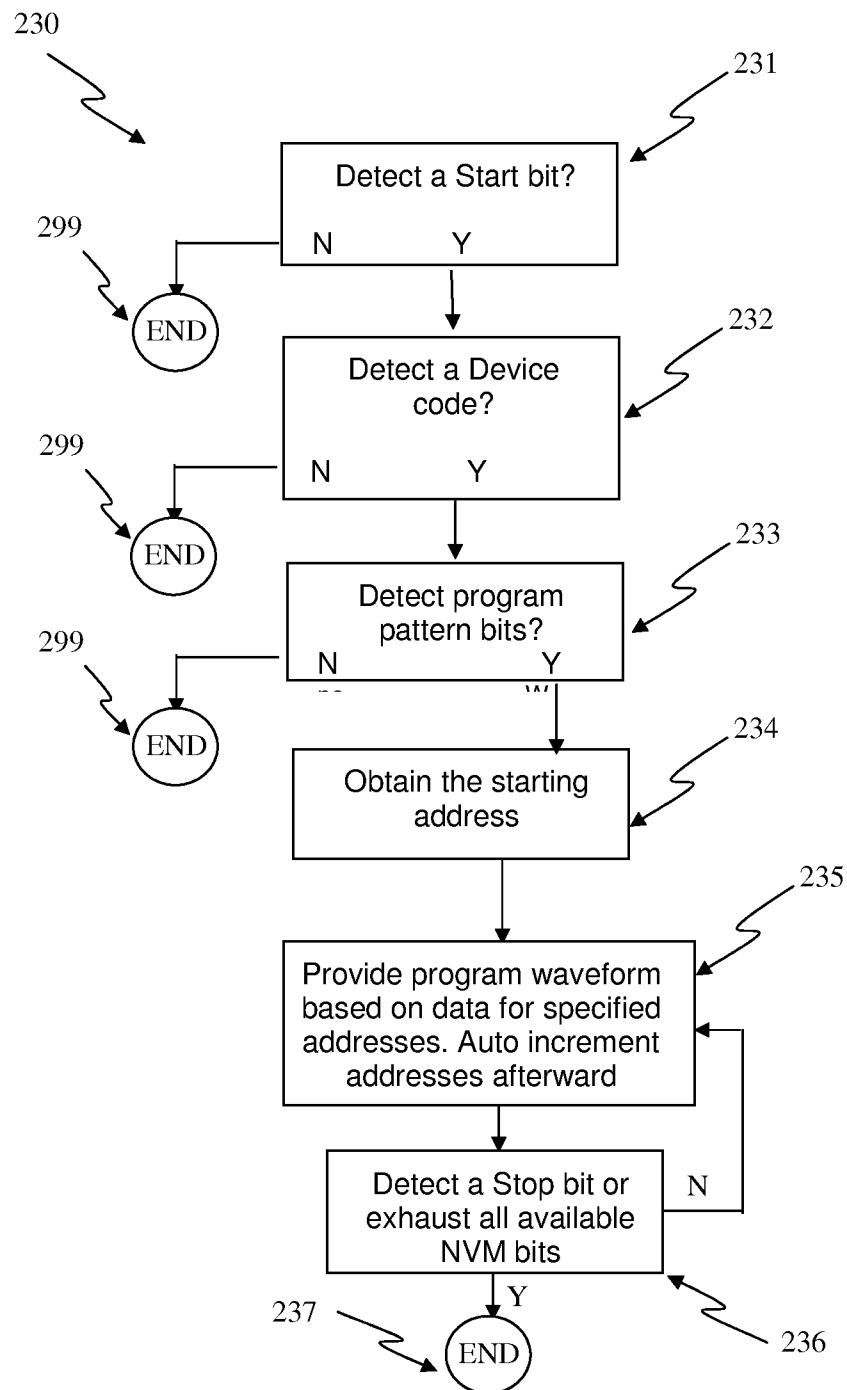 230
231
Detect a Start bit?
N Y
299
END
232
Detect a Device
code?
N Y
299
END
233
Detect program
pattern bits?
N Y
299
END
234
Obtain the starting
address
235
Provide program waveform
based on data for specified
addresses. Auto increment
addresses afterward
Detect a Stop bit or
exhaust all available
NVM bits
N
Y
237
END
236